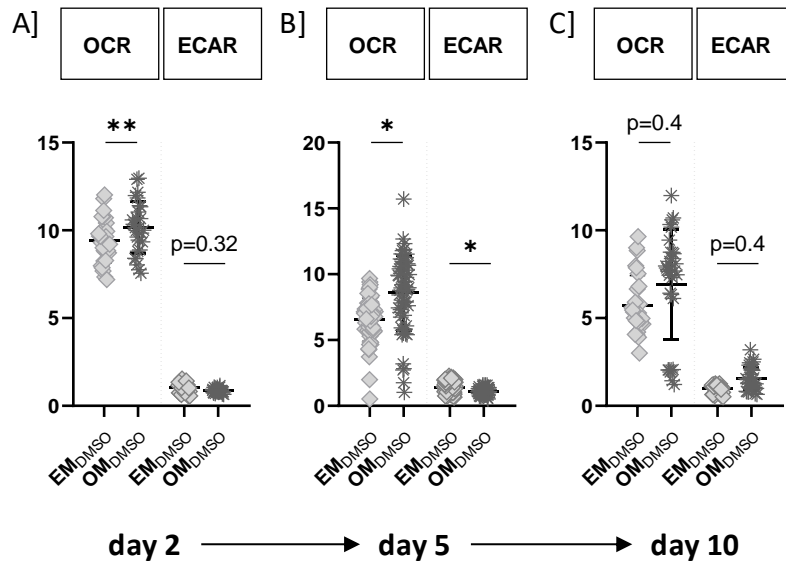 A] B] C]
OCR ECAR OCR ECAR OCR ECAR
** * p=0.4
p=0.32 * p=0.4
15 20 15
10 15 10
5 10 5
0 5 0
0
EMDMSO OMDMSO EMDMSO OMDMSO EMDMSO OMDMSO EMDMSO OMDMSO EMDMSO OMDMSO EMDMSO OMDMSO
day 2 day 5 day 10